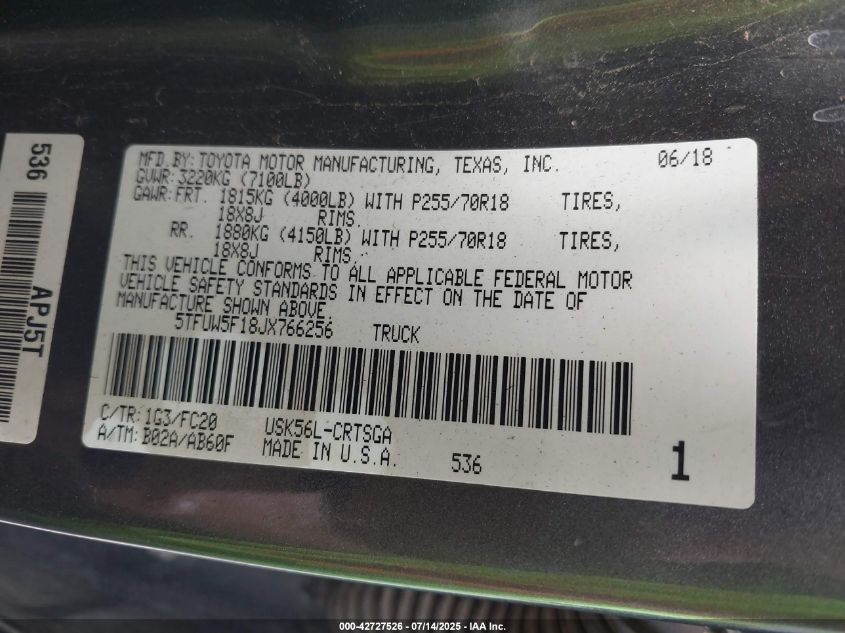 536
APJ5T
MFD.BY:TOYOTA MOTOR MANUFACTURING, TEXAS, INC. 06/18
GVWR:3220KG (7100LB)
GAWR:FRT. 1815KG (4000LB) WITH P255/70R18 TIRES,
18X8J RIMS.
RR. 1880KG (4150LB) WITH P255/70R18 TIRES,
18X8J RIMS.
THIS VEHICLE CONFORMS TO ALL APPLICABLE FEDERAL MOTOR
VEHICLE SAFETY STANDARDS IN EFFECT ON THE DATE OF
MANUFACTURE SHOWN ABOVE.
5TFUW5F18JX766256 TRUCK
C/TR:1G3/FC20 USK56L-CRTSGA
A/TM:B02A/AB60F MADE IN U.S.A. 536 1
000-42727526 - 07/14/2025 - IAA Inc.